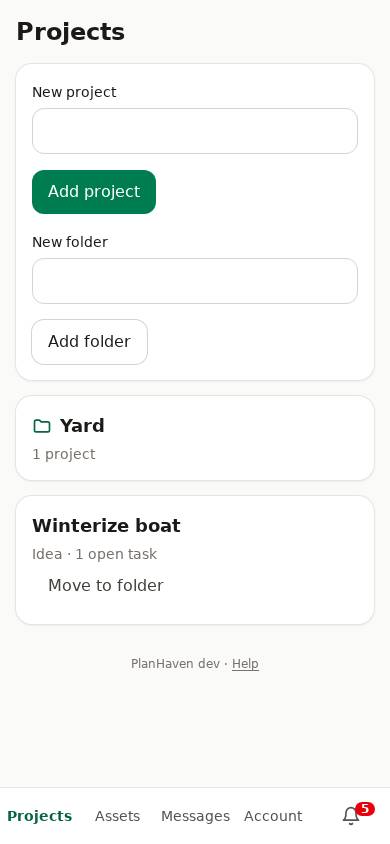 Projects
New project
Add project
New folder
Add folder
Yard
1 project
Winterize boat
Idea · 1 open task
Move to folder
PlanHaven dev · Help
Projects Assets Messages Account 5